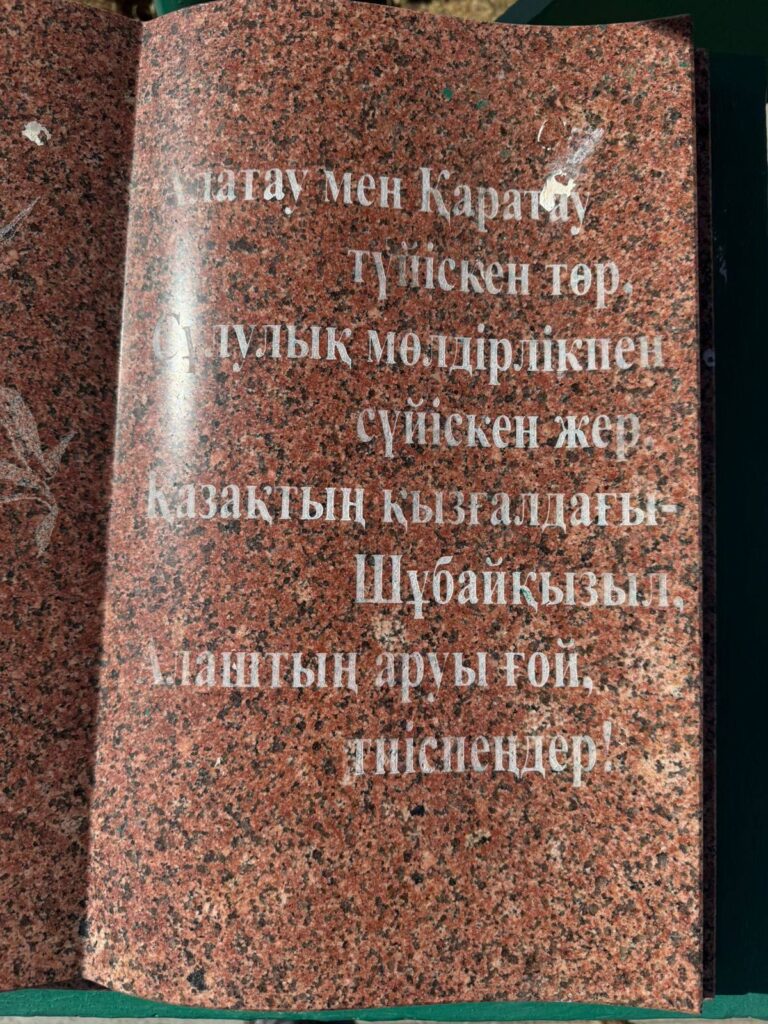 Алатау мен Қаратау
түйіскен төр,
Сұлулық мөлдірлікпен
сүйіскен жер,
Қазақтың қызғалдағы-
Шұбайқызыл,
Алаштың аруы ғой,
тиіспеңдер!